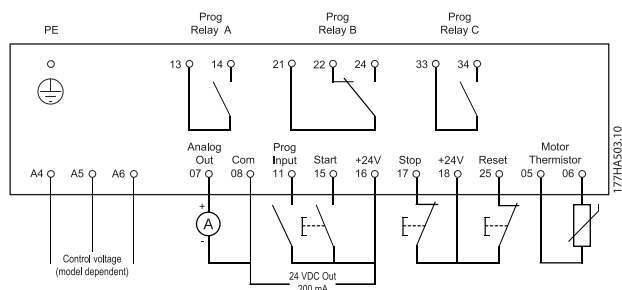 PE
Prog
Relay A
Prog
Relay B
Prog
Relay C
13 14 21 22 24 33 34
Analog
Out
Com
Prog
Input
Start
+24V
Stop
+24V
Reset
Motor
Thermistor
A4 A5 A6 07 08 11 15 16 17 18 25 05 06
+
A
-
Control voltage
(model dependent)
24 VDC Out
200 mA
177HA503.10